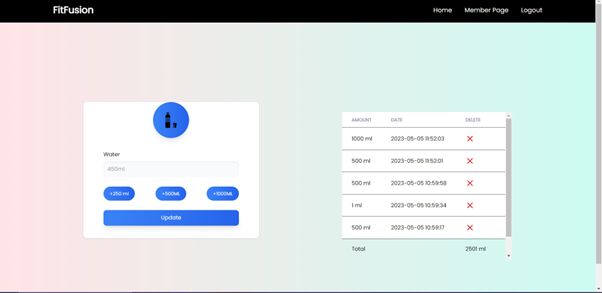 FitFusion
Home Member Page Logout
Water
450ml
+250 ml +500ML +1000ML
Update
AMOUNT DATE DELETE
1000 ml 2023-05-05 11:52:03
500 ml 2023-05-05 11:52:01
500 ml 2023-05-05 10:59:58
1 ml 2023-05-05 10:59:34
500 ml 2023-05-05 10:59:17
Total 2501 ml